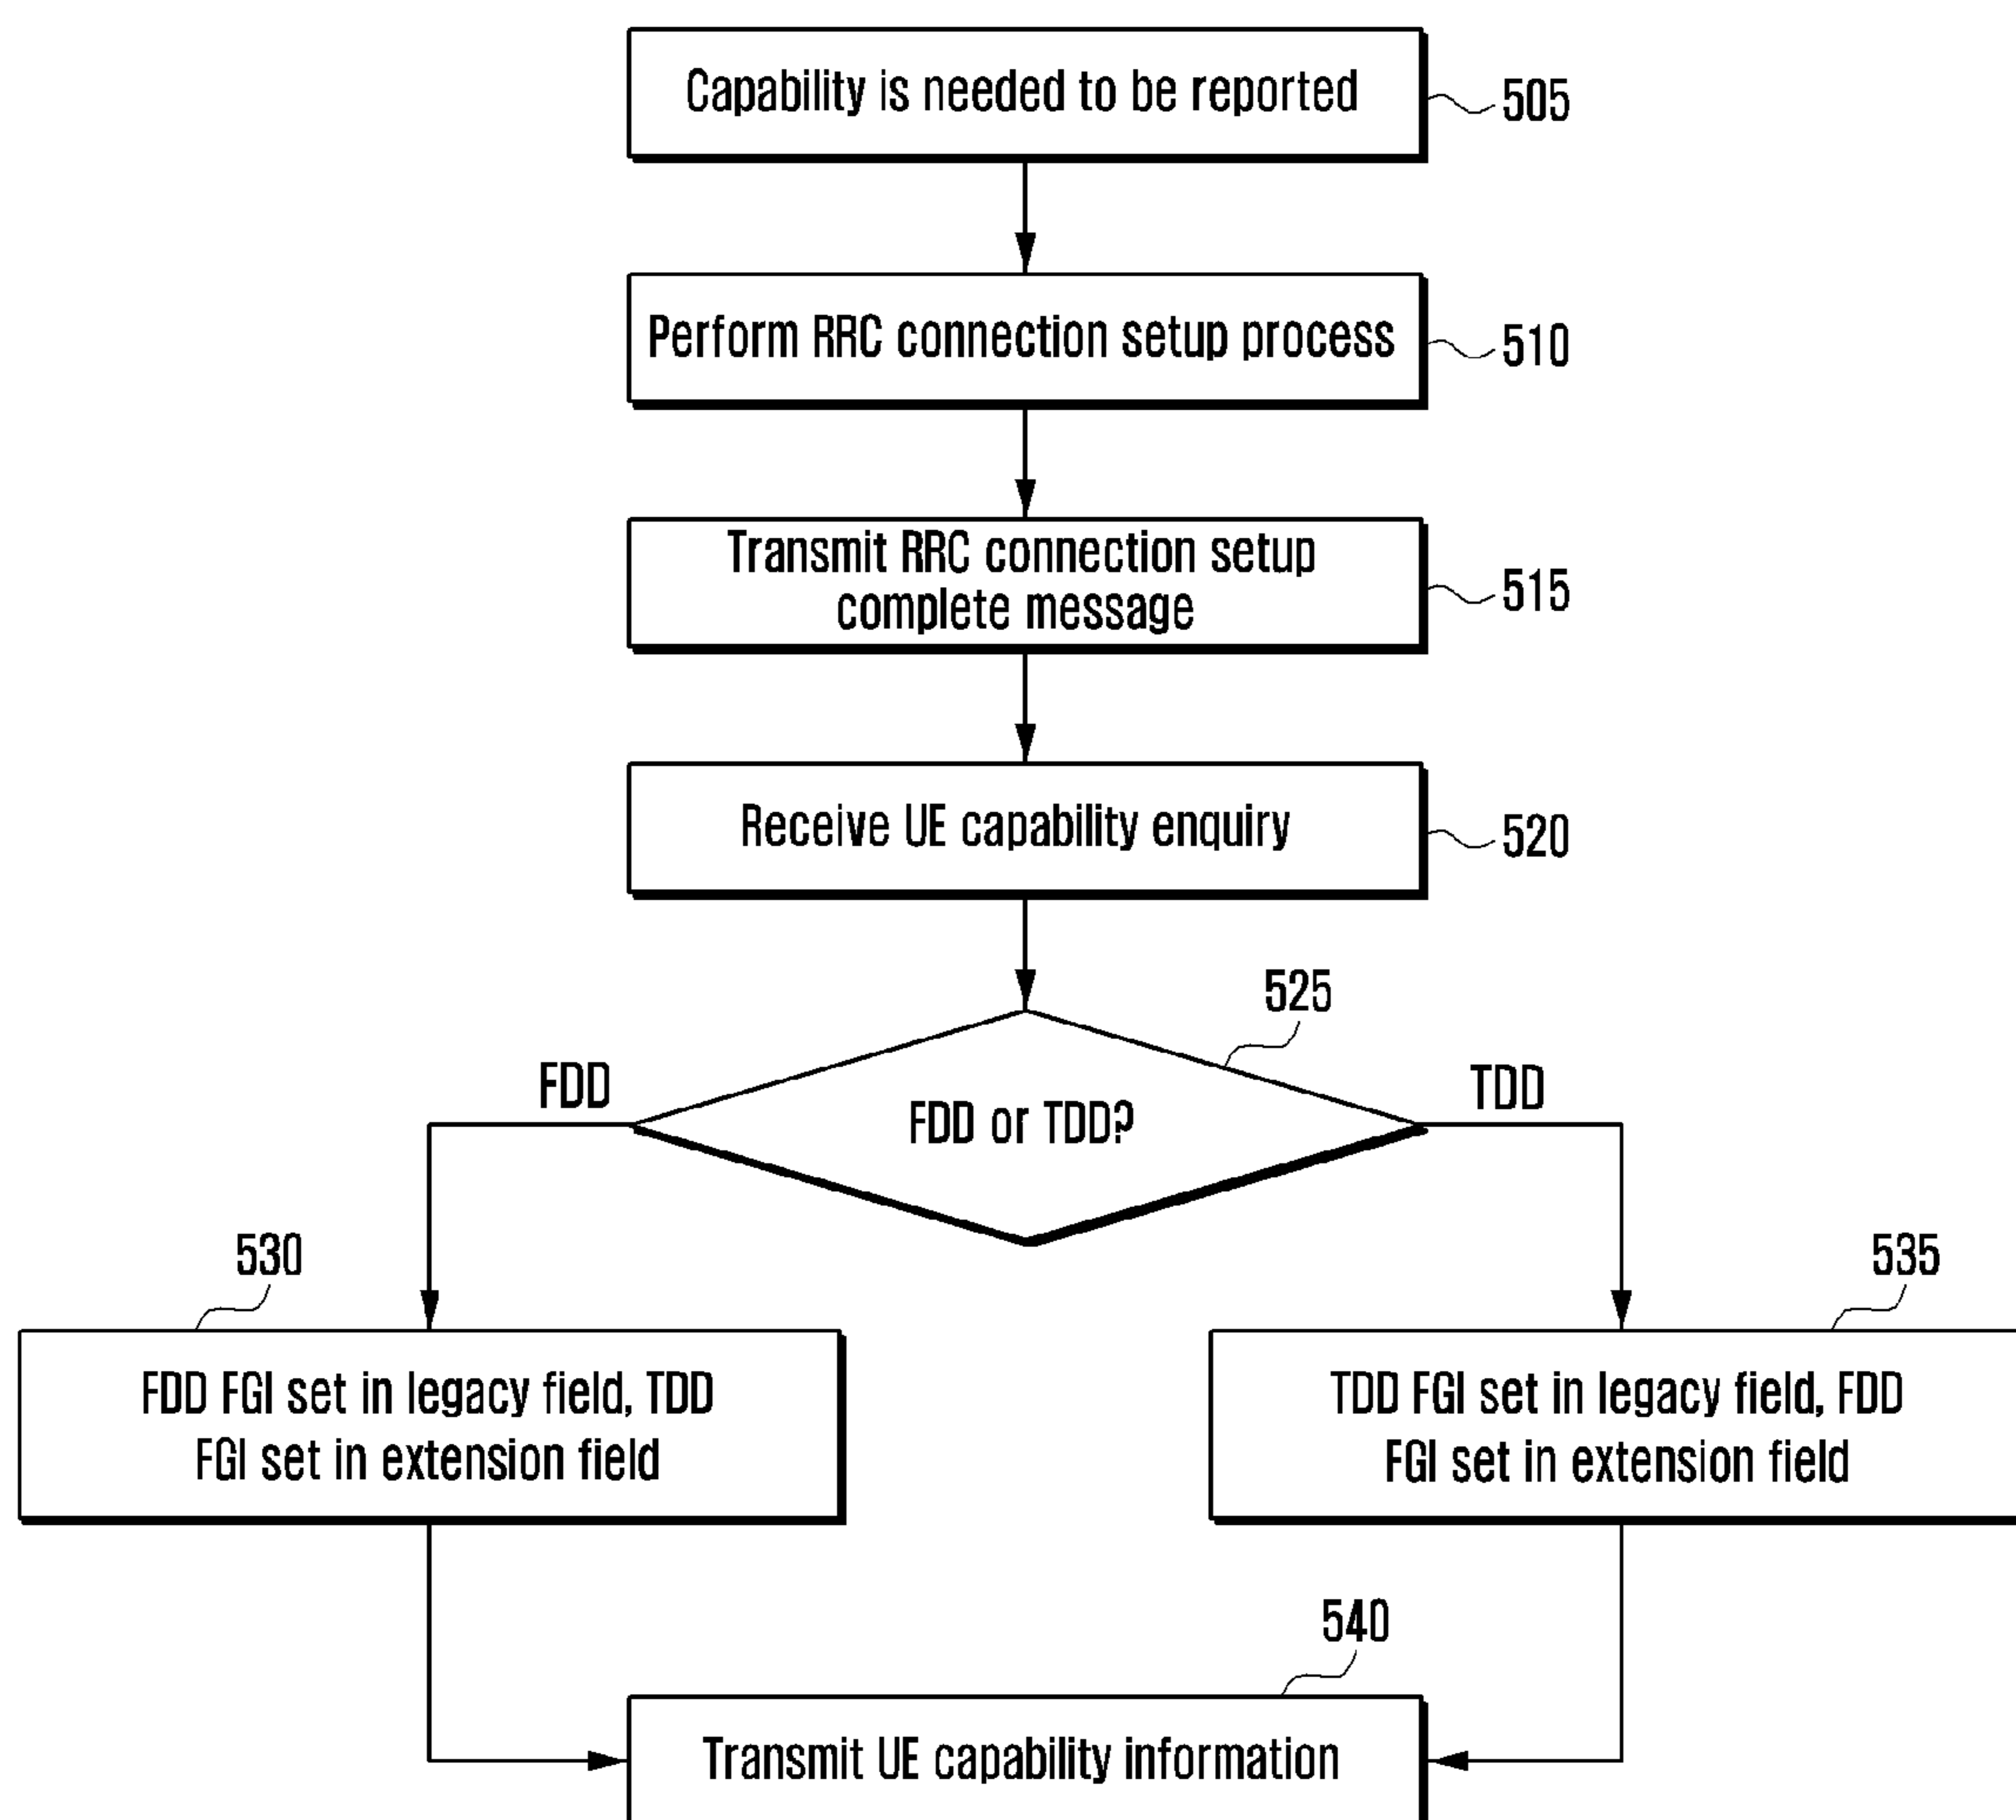 Capability is needed to be reported
505
Perform RRC connection setup process
510
Transmit RRC connection setup
complete message
515
Receive UE capability enquiry
520
525
FDD
FDD or TDD?
TDD
530
535
FDD FGI set in legacy field, TDD
FGI set in extension field
TDD FGI set in legacy field, FDD
FGI set in extension field
540
Transmit UE capability information